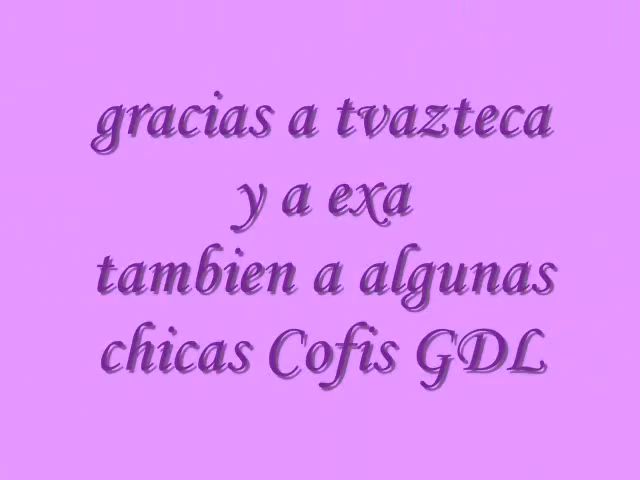 gracias a tvazteca
y a exa
tambien a algunas
chicas Cofis GDL